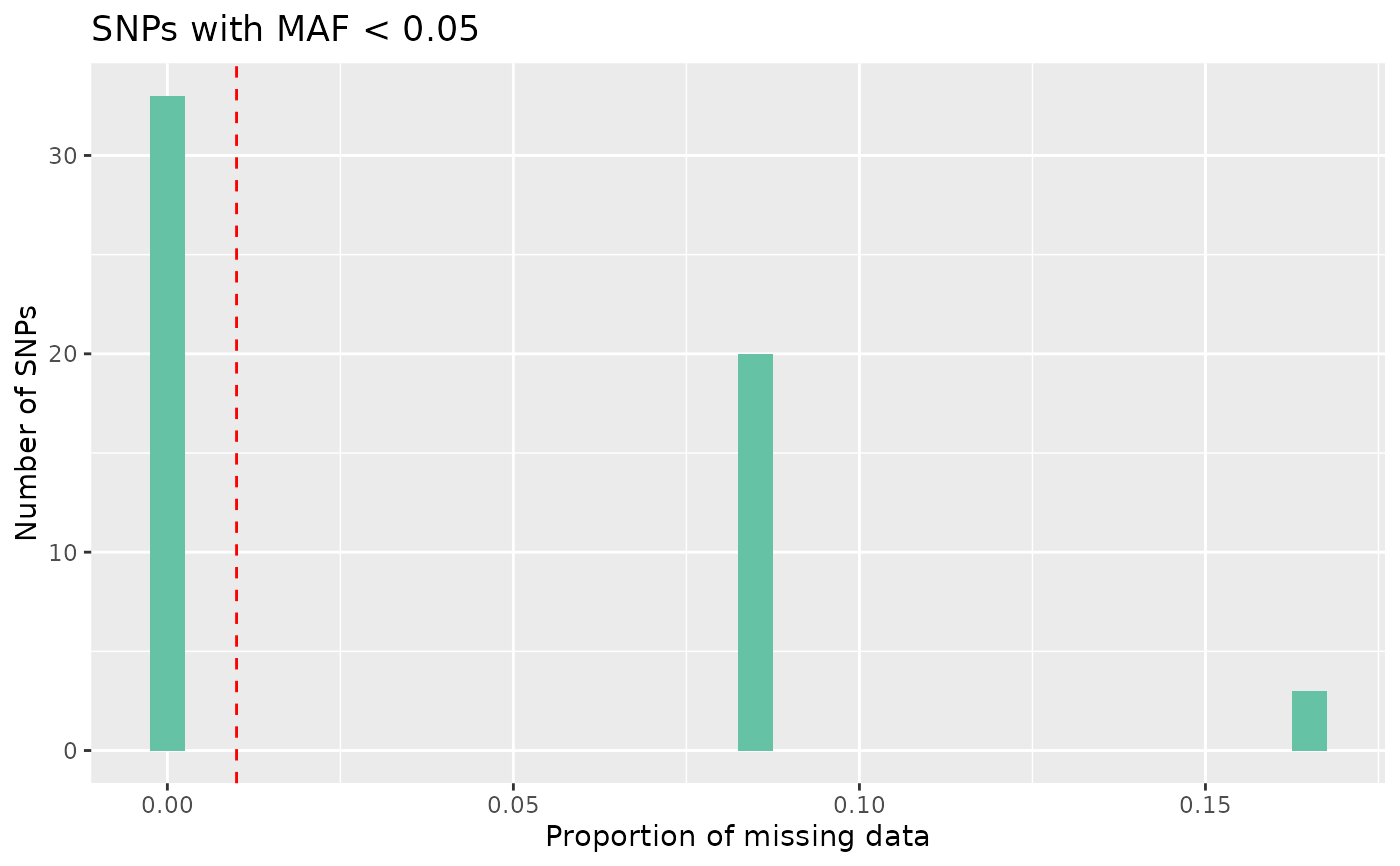 SNPs with MAF < 0.05
Number of SNPs
30
20
10
0
0.00 0.05 0.10 0.15
Proportion of missing data